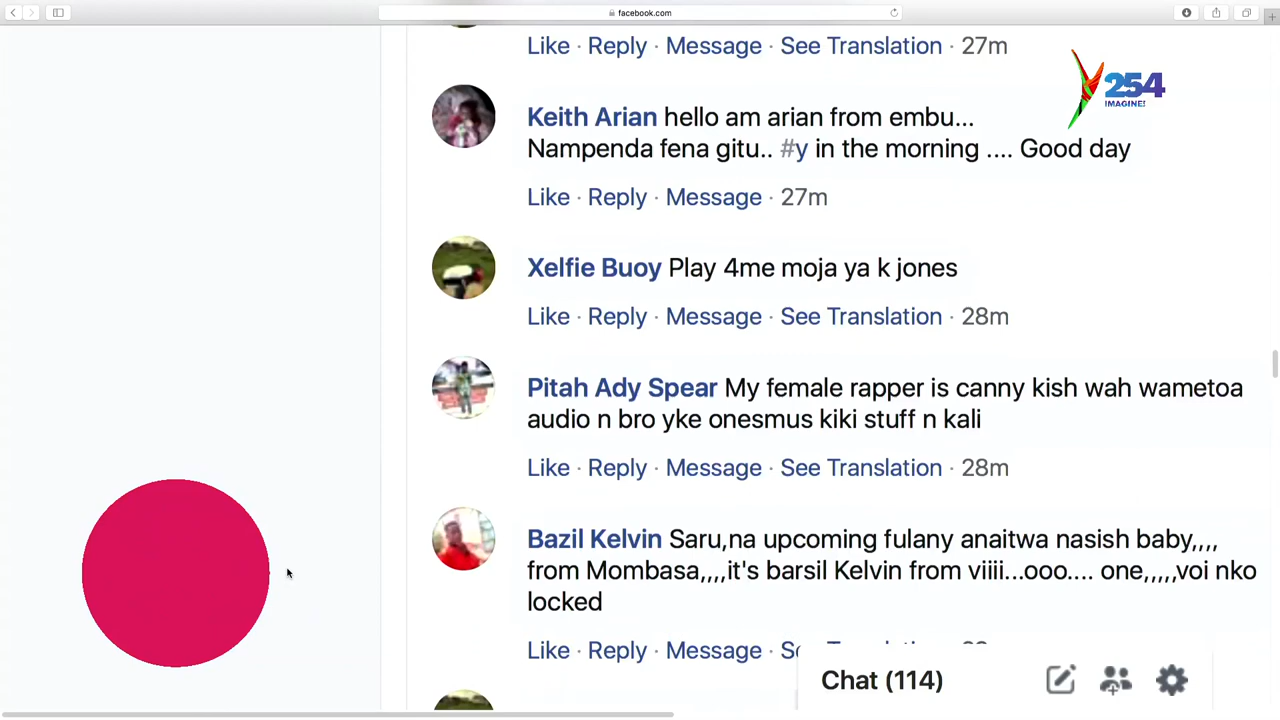 facebook.com
Like · Reply · Message · See Translation · 27m
254
IMAGINE!
Keith Arian hello am arian from embu...
Nampenda fena gitu.. #y in the morning .... Good day
Like · Reply · Message · 27m
Xelfie Buoy Play 4me moja ya k jones
Like · Reply · Message · See Translation · 28m
Pitah Ady Spear My female rapper is canny kish wah wametoa
audio n bro yke onesmus kiki stuff n kali
Like · Reply · Message · See Translation · 28m
Bazil Kelvin Saru,na upcoming fulany anaitwa nasish baby,,,,
from Mombasa,,,,it's barsil Kelvin from viiii...ooo.... one,,,,,voi nko
locked
Like · Reply · Message ·
Chat (114)